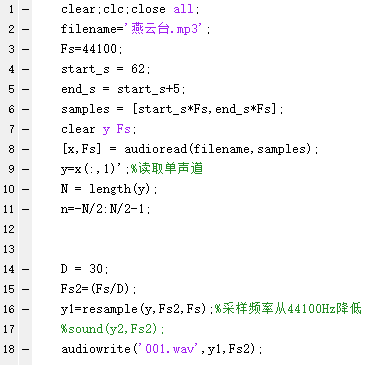 1 — clear;clc;close all;
2 — filename='燕云台.mp3';
3 — Fs=44100;
4 — start_s = 62;
5 — end_s = start_s+5;
6 — samples = [start_s*Fs,end_s*Fs];
7 — clear y Fs;
8 — [x,Fs] = audioread(filename,samples);
9 — y=x(:,1)';%读取单声道
10 — N = length(y);
11 — n=-N/2:N/2-1;
12
13
14 — D = 30;
15 — Fs2=(Fs/D);
16 — y1=resample(y,Fs2,Fs);%采样频率从44100Hz降低
17 %sound(y2,Fs2);
18 — audiowrite('001.wav',y1,Fs2);